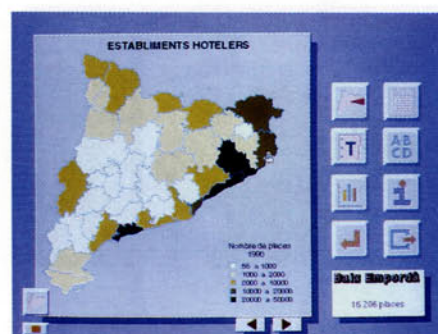 ESTABLIMENTS HOTELERS
T
AB
CD
i
Nombre de places
1990
55 a 1000
1000 a 2000
2000 a 10000
10000 a 20000
20000 a 50000
Baix Empordà
16.206 places